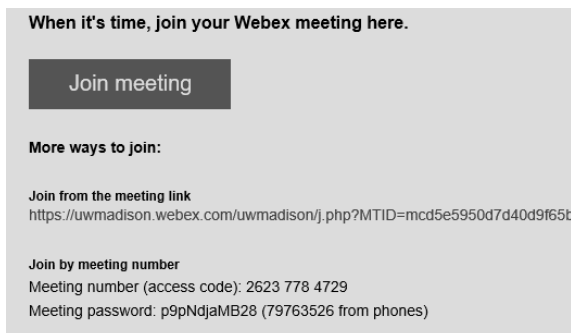 When it's time, join your Webex meeting here.
Join meeting
More ways to join:
Join from the meeting link
https://uwmadison.webex.com/uwmadison/j.php?MTID=mcd5e5950d7d40d9f65b
Join by meeting number
Meeting number (access code): 2623 778 4729
Meeting password: p9pNdjaMB28 (79763526 from phones)